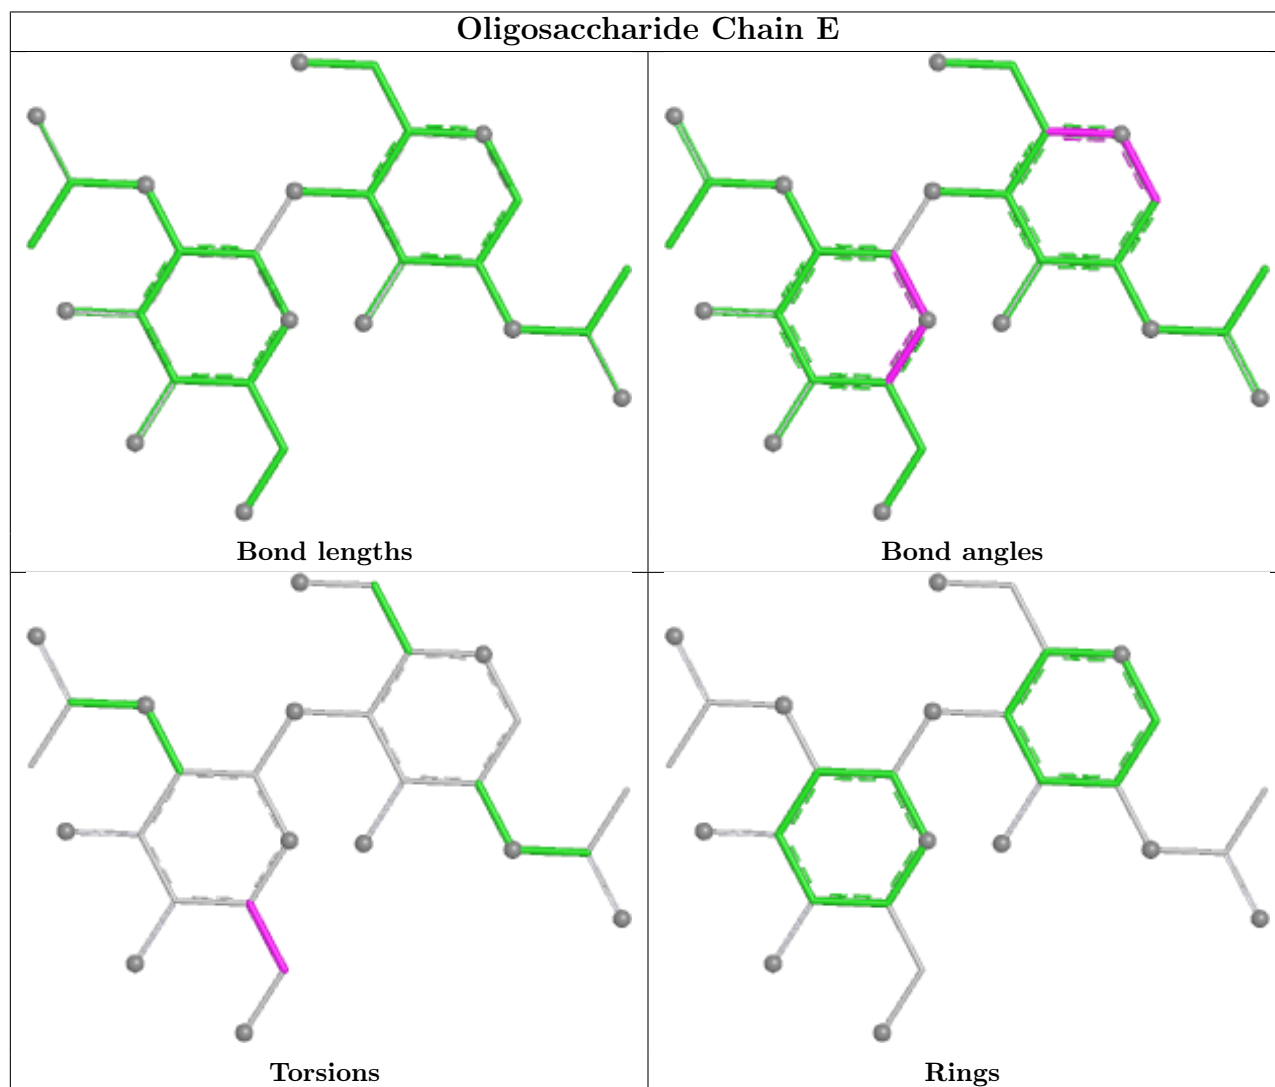 Oligosaccharide Chain E
Bond lengths
Bond angles
Torsions
Rings